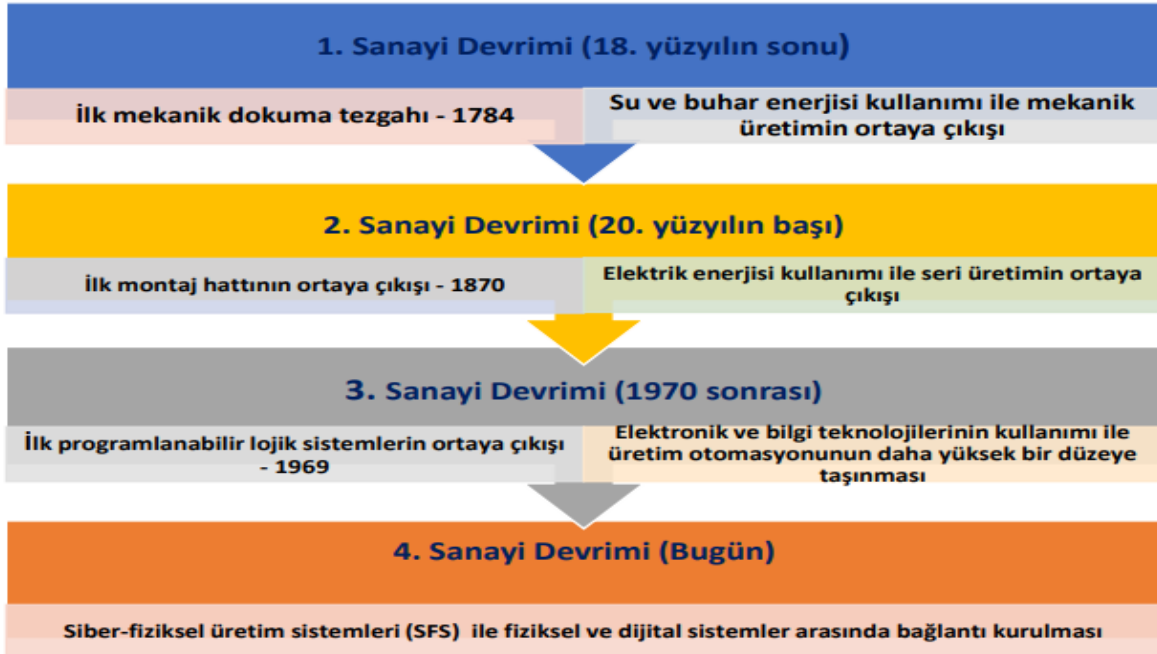 1. Sanayi Devrimi (18. yüzyılın sonu)
İlk mekanik dokuma tezgahı - 1784
Su ve buhar enerjisi kullanımı ile mekanik
üretimin ortaya çıkışı
2. Sanayi Devrimi (20. yüzyılın başı)
İlk montaj hattının ortaya çıkışı - 1870
Elektrik enerjisi kullanımı ile seri üretimin ortaya
çıkışı
3. Sanayi Devrimi (1970 sonrası)
İlk programlanabilir lojik sistemlerin ortaya çıkışı
- 1969
Elektronik ve bilgi teknolojilerinin kullanımı ile
üretim otomasyonunun daha yüksek bir düzeye
taşınması
4. Sanayi Devrimi (Bugün)
Siber-fiziksel üretim sistemleri (SFS) ile fiziksel ve dijital sistemler arasında bağlantı kurulması